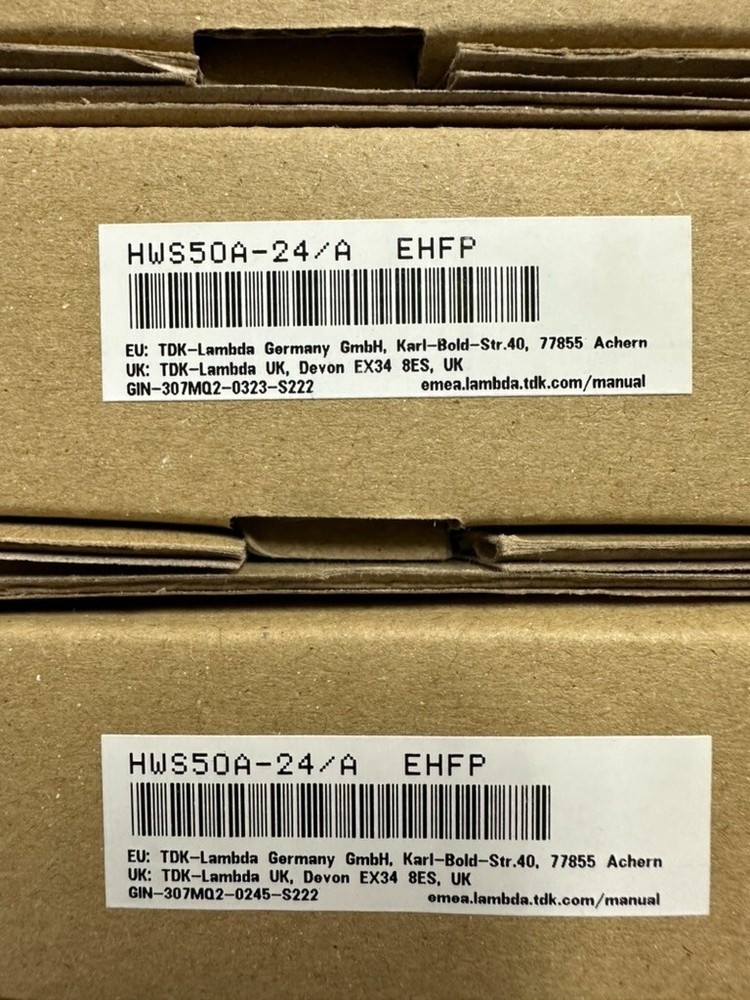 HWS50A-24/A EHFP
EU: TDK-Lambda Germany GmbH, Karl-Bold-Str.40, 77855 Achern
UK: TDK-Lambda UK, Devon EX34 8ES, UK
GIN-307MQ2-0323-S222 emea.lambda.tdk.com/manual
HWS50A-24/A EHFP
EU: TDK-Lambda Germany GmbH, Karl-Bold-Str.40, 77855 Achern
UK: TDK-Lambda UK, Devon EX34 8ES, UK
GIN-307MQ2-0245-S222 emea.lambda.tdk.com/manual